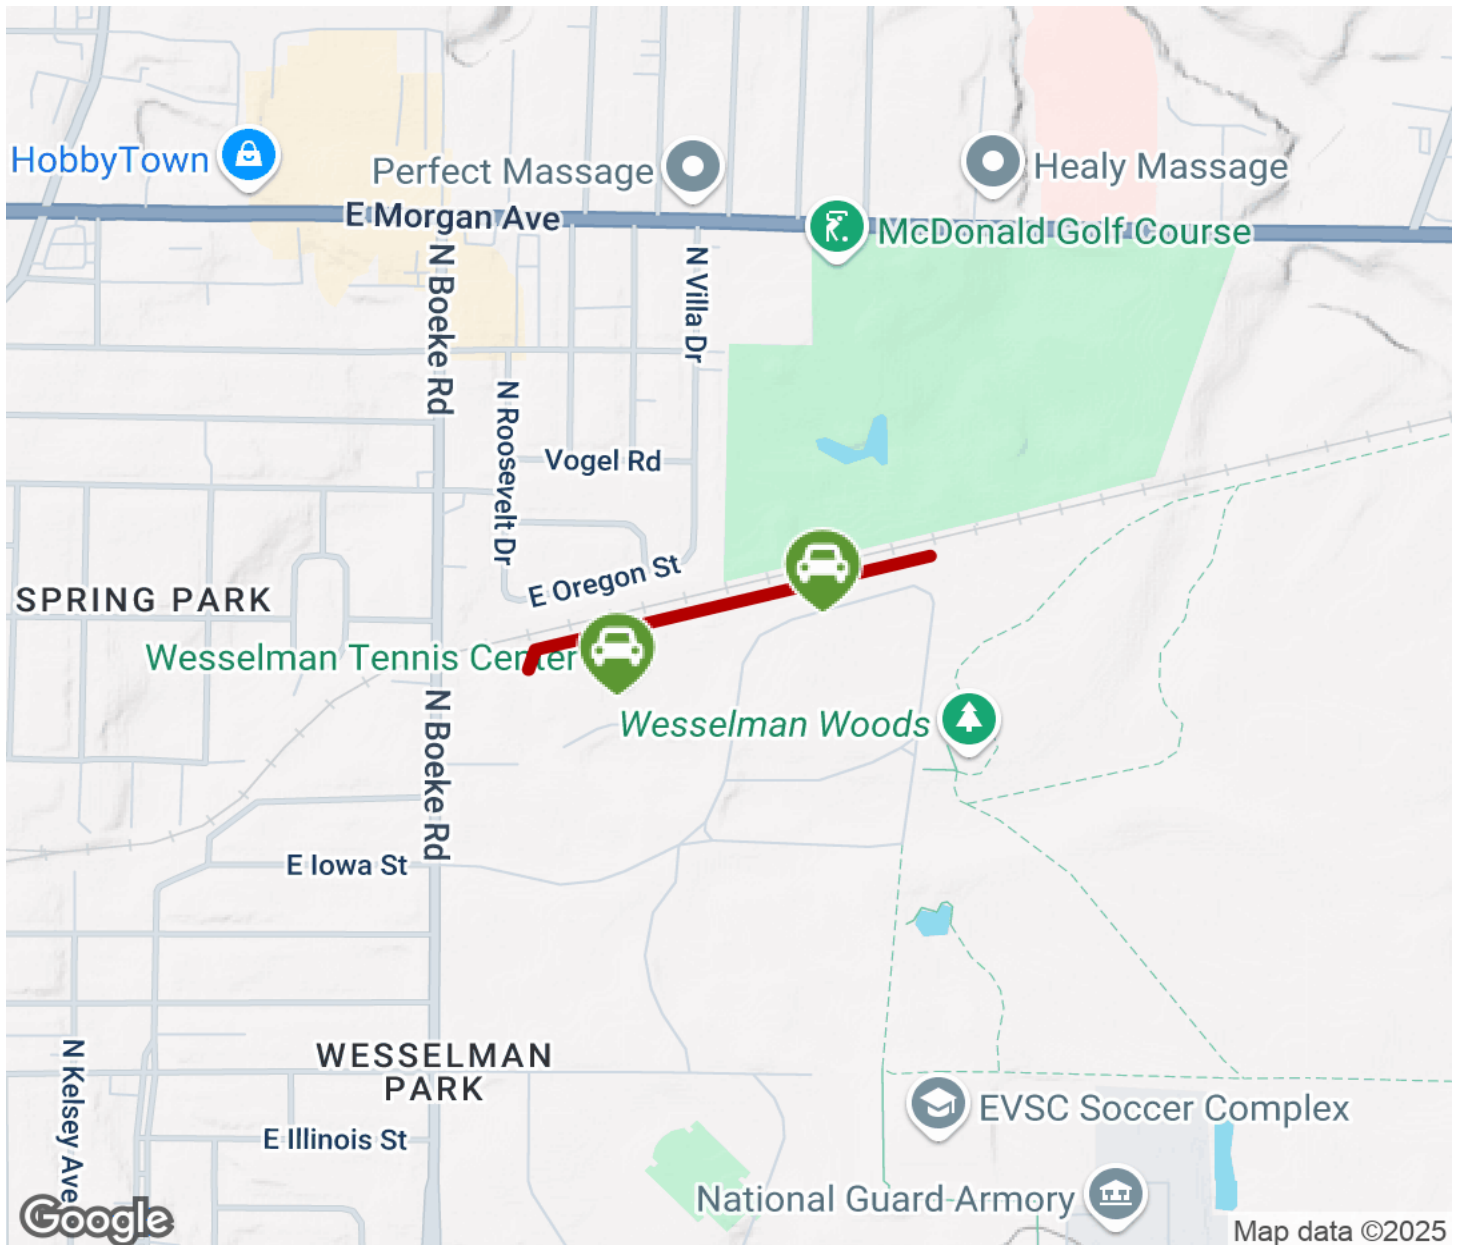 HobbyTown
Perfect Massage
Healy Massage
E Morgan Ave
McDonald Golf Course
N Boeke Rd
N Villa Dr
N Roosevelt Dr
Vogel Rd
E Oregon St
SPRING PARK
Wesselman Tennis Center
N Boeke Rd
Wesselman Woods
E Iowa St
WESSELMAN
PARK
N Kelsey Ave
E Illinois St
EVSC Soccer Complex
National Guard Armory
Google
Map data ©2025